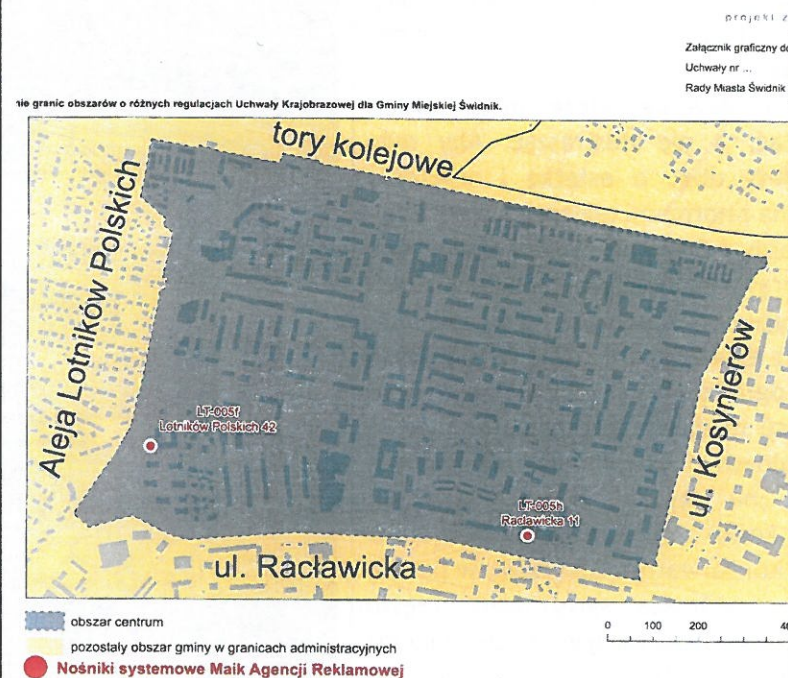 projekt z
Załącznik graficzny do
Uchwały nr ...
Rady Miasta Świdnik
nie granic obszarów o różnych regulacjach Uchwały Krajobrazowej dla Gminy Miejskiej Świdnik.
tory kolejowe
Aleja Lotników Polskich
ul. Kosynierów
LT-005f
Lotników Polskich 42
LT-005h
Racławicka 11
ul. Racławicka
obszar centrum
pozostały obszar gminy w granicach administracyjnych
Nośniki systemowe Maik Agencji Reklamowej
0 100 200 40